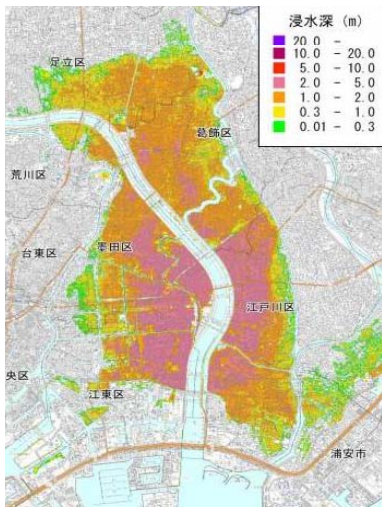 浸水深 (m)
20.0 -
10.0 - 20.0
5.0 - 10.0
2.0 - 5.0
1.0 - 2.0
0.3 - 1.0
0.01 - 0.3
足立区
葛飾区
荒川区
台東区
墨田区
江戸川区
央区
江東区
浦安市